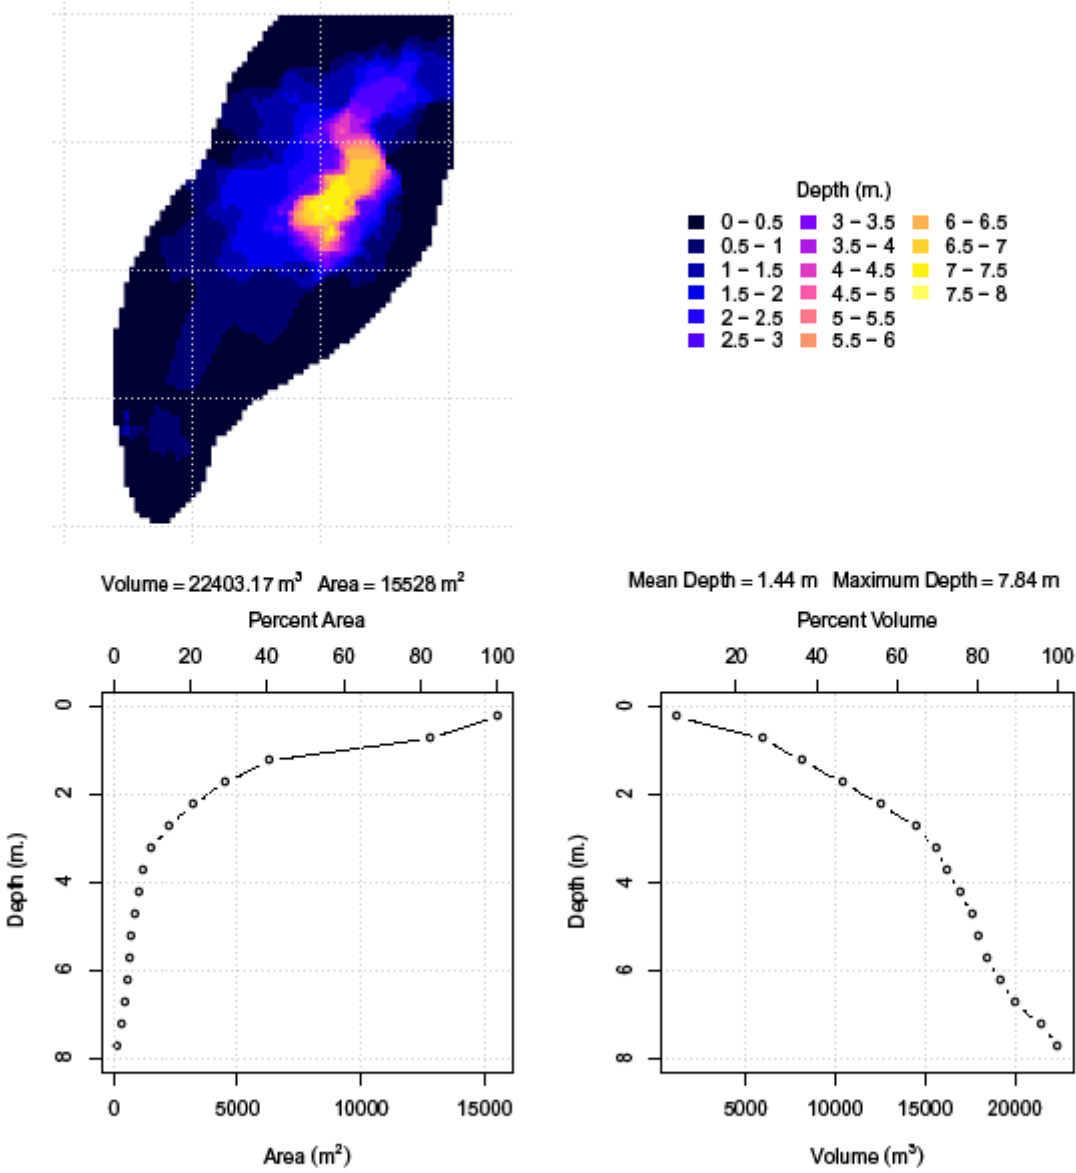 Depth (m.)
0 – 0.5 3 – 3.5 6 – 6.5
0.5 – 1 3.5 – 4 6.5 – 7
1 – 1.5 4 – 4.5 7 – 7.5
1.5 – 2 4.5 – 5 7.5 – 8
2 – 2.5 5 – 5.5
2.5 – 3 5.5 – 6
Volume = 22403.17 m³ Area = 15528 m²
Mean Depth = 1.44 m Maximum Depth = 7.84 m
Percent Area
0 20 40 60 80 100
Depth (m.)
0
2
4
6
8
0 5000 10000 15000
Area (m²)
Percent Volume
20 40 60 80 100
Depth (m.)
0
2
4
6
8
5000 10000 15000 20000
Volume (m³)